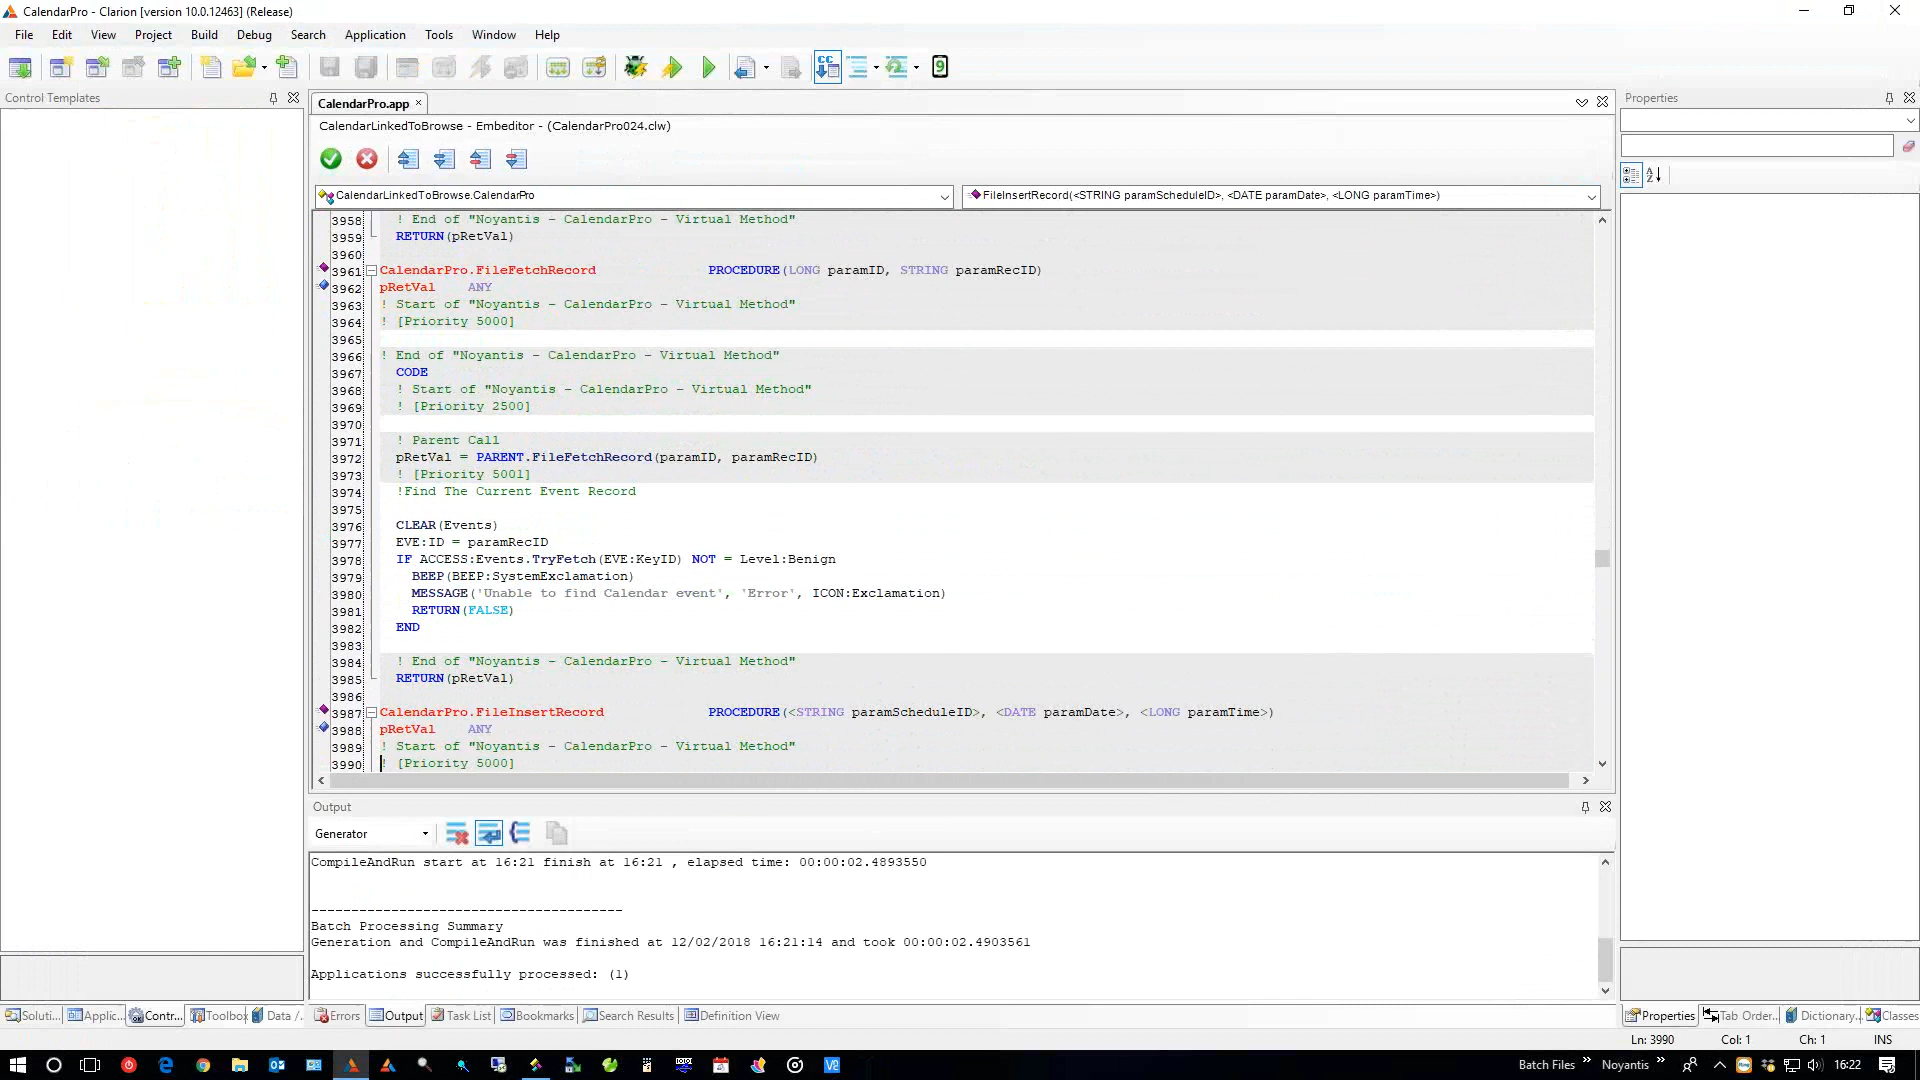 CalendarPro - Clarion [version 10.0.12463] (Release)
File Edit View Project Build Debug Search Application Tools Window Help
Control Templates
CalendarPro.app
Properties
CalendarLinkedToBrowse - Embeditor - (CalendarPro024.clw)
CalendarLinkedToBrowse.CalendarPro
FileInsertRecord(<STRING paramScheduleID>, <DATE paramDate>, <LONG paramTime>)
3958 ! End of "Noyantis - CalendarPro - Virtual Method"
3959 RETURN(pRetVal)
3960
3961 CalendarPro.FileFetchRecord PROCEDURE(LONG paramID, STRING paramRecID)
3962 pRetVal ANY
3963 ! Start of "Noyantis - CalendarPro - Virtual Method"
3964 ! [Priority 5000]
3965
3966 ! End of "Noyantis - CalendarPro - Virtual Method"
3967 CODE
3968 ! Start of "Noyantis - CalendarPro - Virtual Method"
3969 ! [Priority 2500]
3970
3971 ! Parent Call
3972 pRetVal = PARENT.FileFetchRecord(paramID, paramRecID)
3973 ! [Priority 5001]
3974 !Find The Current Event Record
3975
3976 CLEAR(Events)
3977 EVE:ID = paramRecID
3978 IF ACCESS:Events.TryFetch(EVE:KeyID) NOT = Level:Benign
3979 BEEP(BEEP:SystemExclamation)
3980 MESSAGE('Unable to find Calendar event', 'Error', ICON:Exclamation)
3981 RETURN(FALSE)
3982 END
3983
3984 ! End of "Noyantis - CalendarPro - Virtual Method"
3985 RETURN(pRetVal)
3986
3987 CalendarPro.FileInsertRecord PROCEDURE(<STRING paramScheduleID>, <DATE paramDate>, <LONG paramTime>)
3988 pRetVal ANY
3989 ! Start of "Noyantis - CalendarPro - Virtual Method"
3990 ! [Priority 5000]
Output
Generator
CompileAndRun start at 16:21 finish at 16:21 , elapsed time: 00:00:02.4893550
---------------------------------------
Batch Processing Summary
Generation and CompileAndRun was finished at 12/02/2018 16:21:14 and took 00:00:02.4903561
Applications successfully processed: (1)
Soluti... Applic... Contr... Toolbox Data /... Errors Output Task List Bookmarks Search Results Definition View Properties Tab Order... Dictionary... Classes
Ln: 3990 Col: 1 Ch: 1 INS
Batch Files Noyantis 16:22